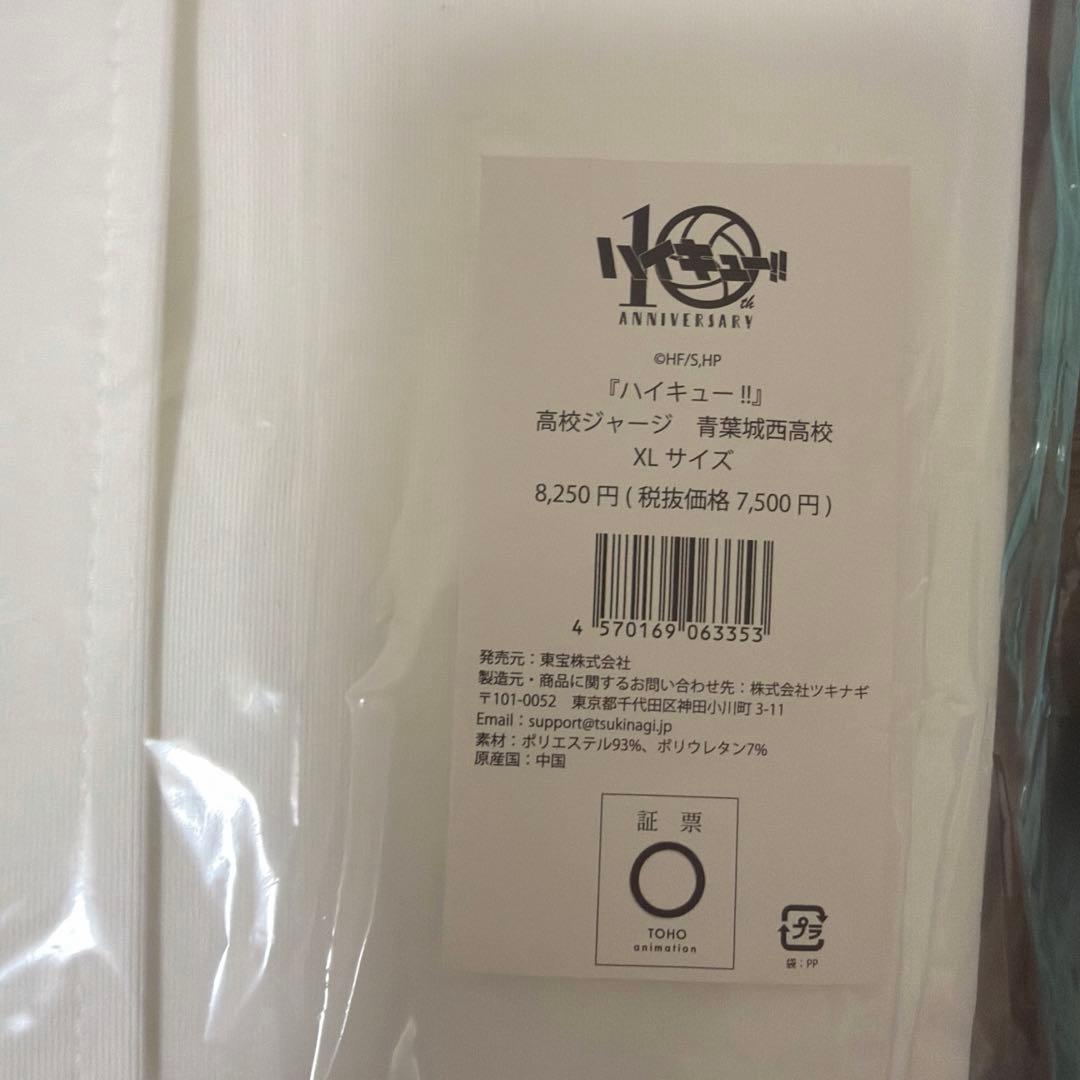 10th
ハイキュー!!
ANNIVERSARY
©HF/S,HP
『ハイキュー!!』
高校ジャージ 青葉城西高校
XL サイズ
8,250 円 ( 税抜価格 7,500 円 )
4 570169 063353
発売元：東宝株式会社
製造元・商品に関するお問い合わせ先：株式会社ツキナギ
〒101-0052 東京都千代田区神田小川町 3-11
Email：support@tsukinagi.jp
素材：ポリエステル93%、ポリウレタン7%
原産国：中国
証 票
TOHO
animation
プラ
袋：PP